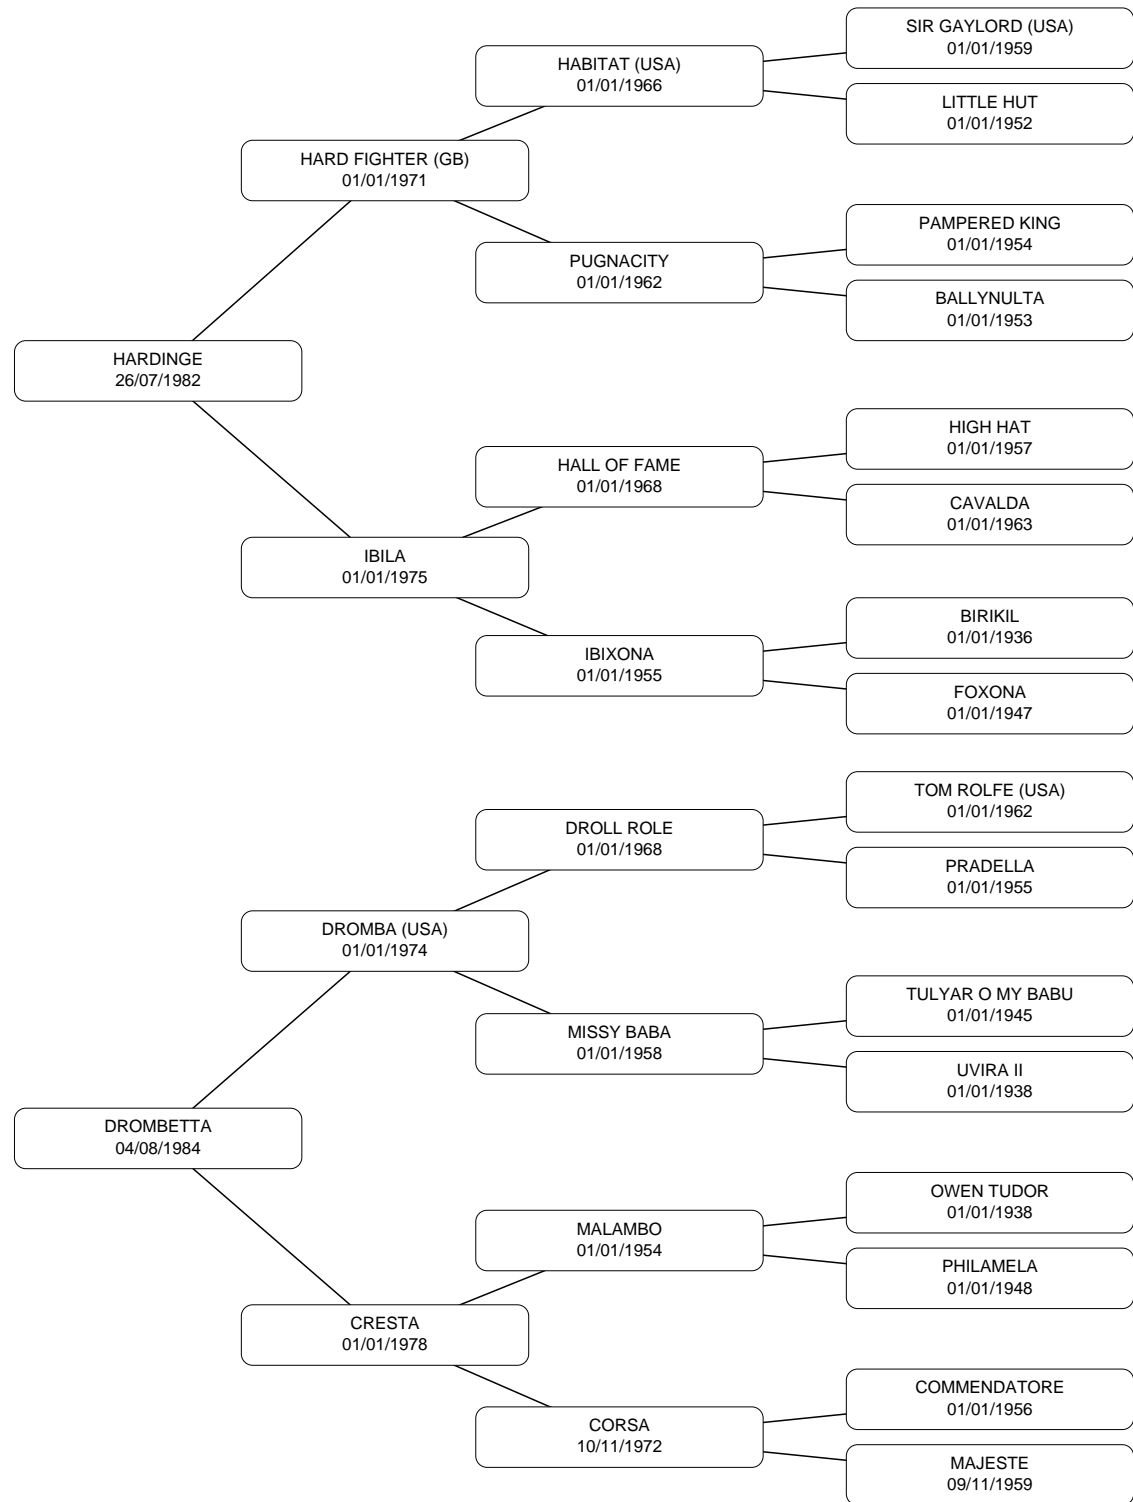 SIR GAYLORD (USA)
01/01/1959
HABITAT (USA)
01/01/1966
LITTLE HUT
01/01/1952
HARD FIGHTER (GB)
01/01/1971
PAMPERED KING
01/01/1954
PUGNACITY
01/01/1962
BALLYNULTA
01/01/1953
HARDINGE
26/07/1982
HIGH HAT
01/01/1957
HALL OF FAME
01/01/1968
CAVALDA
01/01/1963
IBILA
01/01/1975
BIRIKIL
01/01/1936
IBIXONA
01/01/1955
FOXONA
01/01/1947
TOM ROLFE (USA)
01/01/1962
DROLL ROLE
01/01/1968
PRADELLA
01/01/1955
DROMBA (USA)
01/01/1974
TULYAR O MY BABU
01/01/1945
MISSY BABA
01/01/1958
UVIRA II
01/01/1938
DROMBETTA
04/08/1984
OWEN TUDOR
01/01/1938
MALAMBO
01/01/1954
PHILAMELA
01/01/1948
CRESTA
01/01/1978
COMMENDATORE
01/01/1956
CORSA
10/11/1972
MAJESTE
09/11/1959